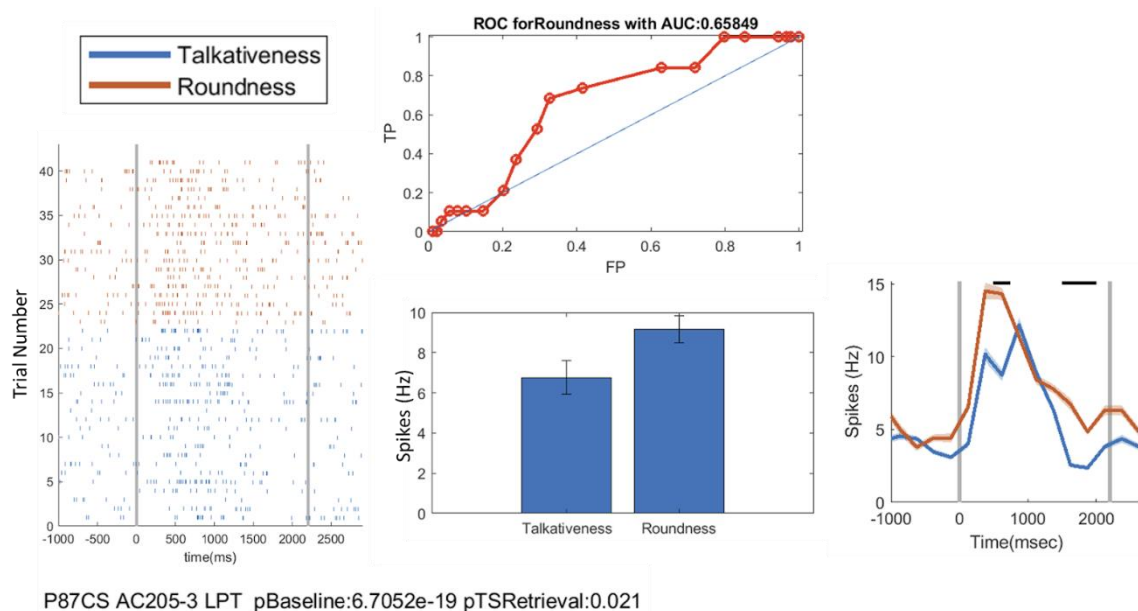 Talkativeness
Roundness
ROC forRoundness with AUC:0.65849
TP
1
0.8
0.6
0.4
0.2
0
0 0.2 0.4 0.6 0.8 1
FP
Trial Number
40
35
30
25
20
15
10
5
0
-1000 -500 0 500 1000 1500 2000 2500
time(ms)
Spikes (Hz)
10
8
6
4
2
0
Talkativeness Roundness
Spikes (Hz)
15
10
5
0
-1000 0 1000 2000
Time(msec)
P87CS AC205-3 LPT pBaseline:6.7052e-19 pTSRetrieval:0.021